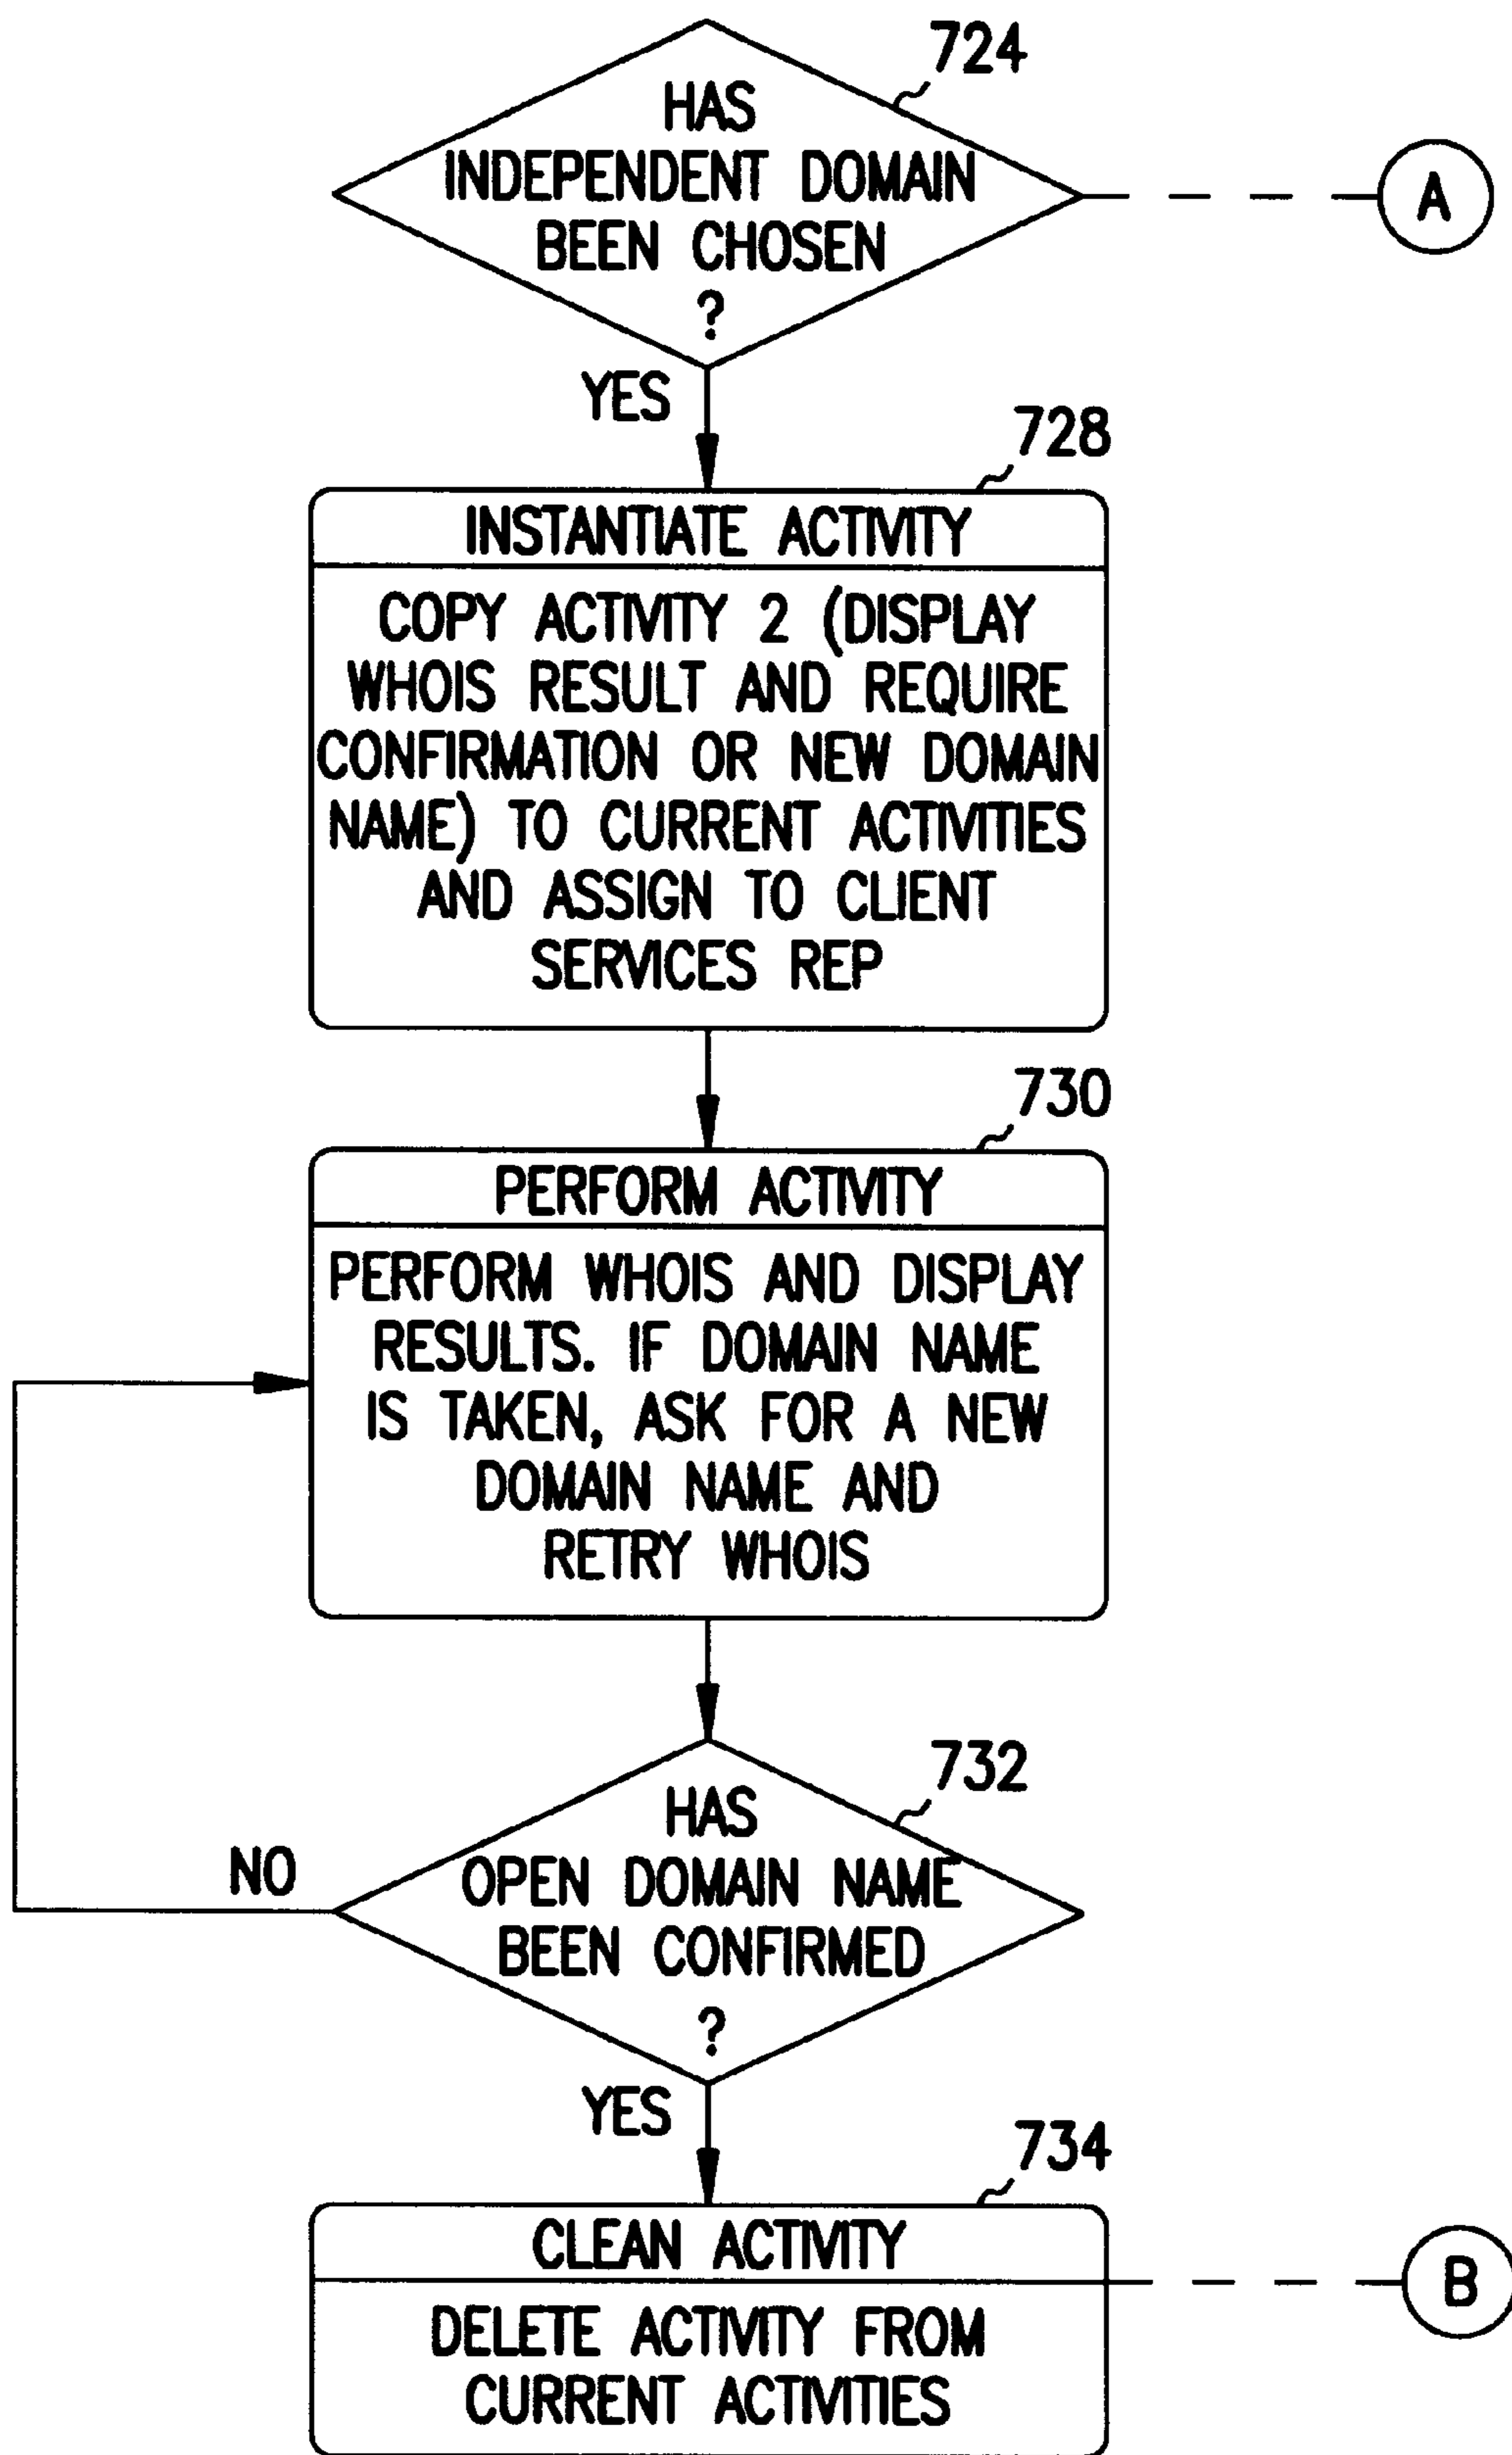 724
HAS
INDEPENDENT DOMAIN
BEEN CHOSEN
?
A
YES
728
INSTANTIATE ACTIVITY
COPY ACTIVITY 2 (DISPLAY
WHOIS RESULT AND REQUIRE
CONFIRMATION OR NEW DOMAIN
NAME) TO CURRENT ACTIVITIES
AND ASSIGN TO CLIENT
SERVICES REP
730
PERFORM ACTIVITY
PERFORM WHOIS AND DISPLAY
RESULTS. IF DOMAIN NAME
IS TAKEN, ASK FOR A NEW
DOMAIN NAME AND
RETRY WHOIS
732
HAS
OPEN DOMAIN NAME
BEEN CONFIRMED
?
NO
YES
734
CLEAN ACTIVITY
DELETE ACTIVITY FROM
CURRENT ACTIVITIES
B